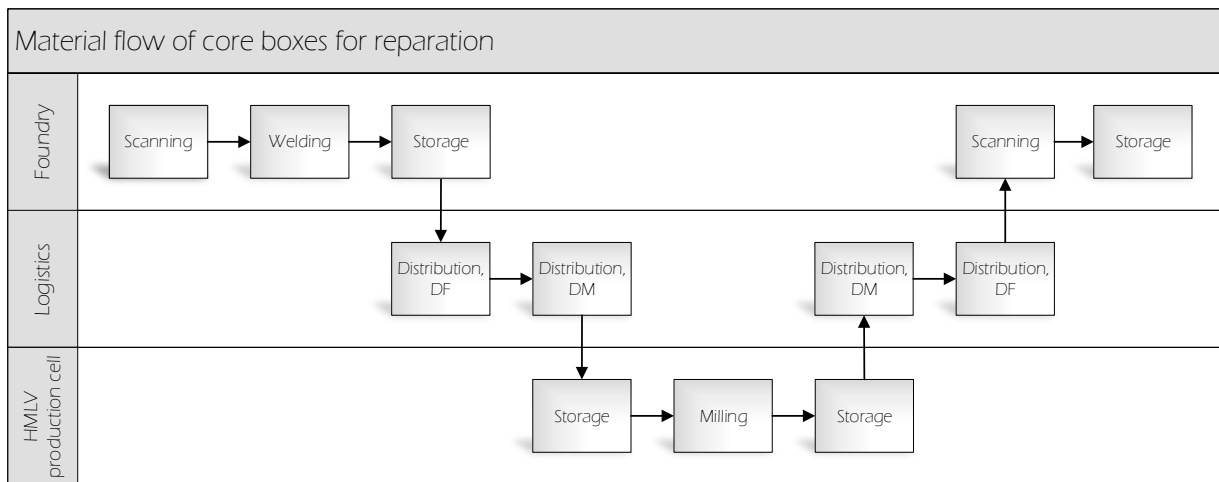 Material flow of core boxes for reparation
Foundry
Scanning
Welding
Storage
Scanning
Storage
Logistics
Distribution,
DF
Distribution,
DM
Distribution,
DM
Distribution,
DF
HMLV
production cell
Storage
Milling
Storage